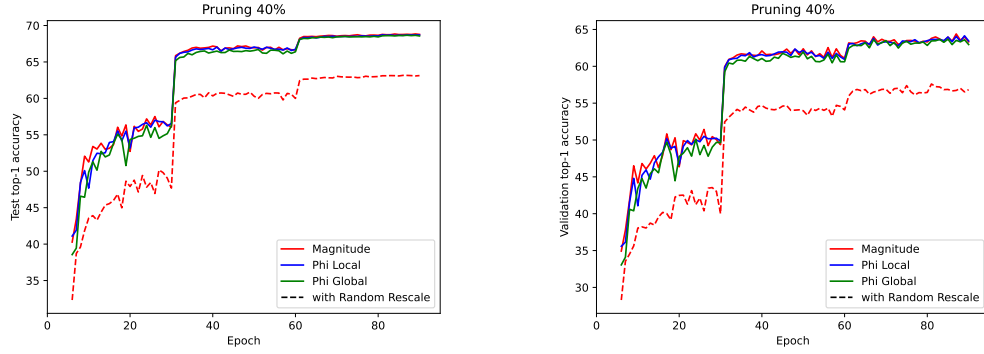 Pruning 40%
Test top-1 accuracy
70
65
60
55
50
45
40
35
0
20
40
60
80
Epoch
Magnitude
Phi Local
Phi Global
with Random Rescale
Pruning 40%
Validation top-1 accuracy
65
60
55
50
45
40
35
30
0
20
40
60
80
Epoch
Magnitude
Phi Local
Phi Global
with Random Rescale